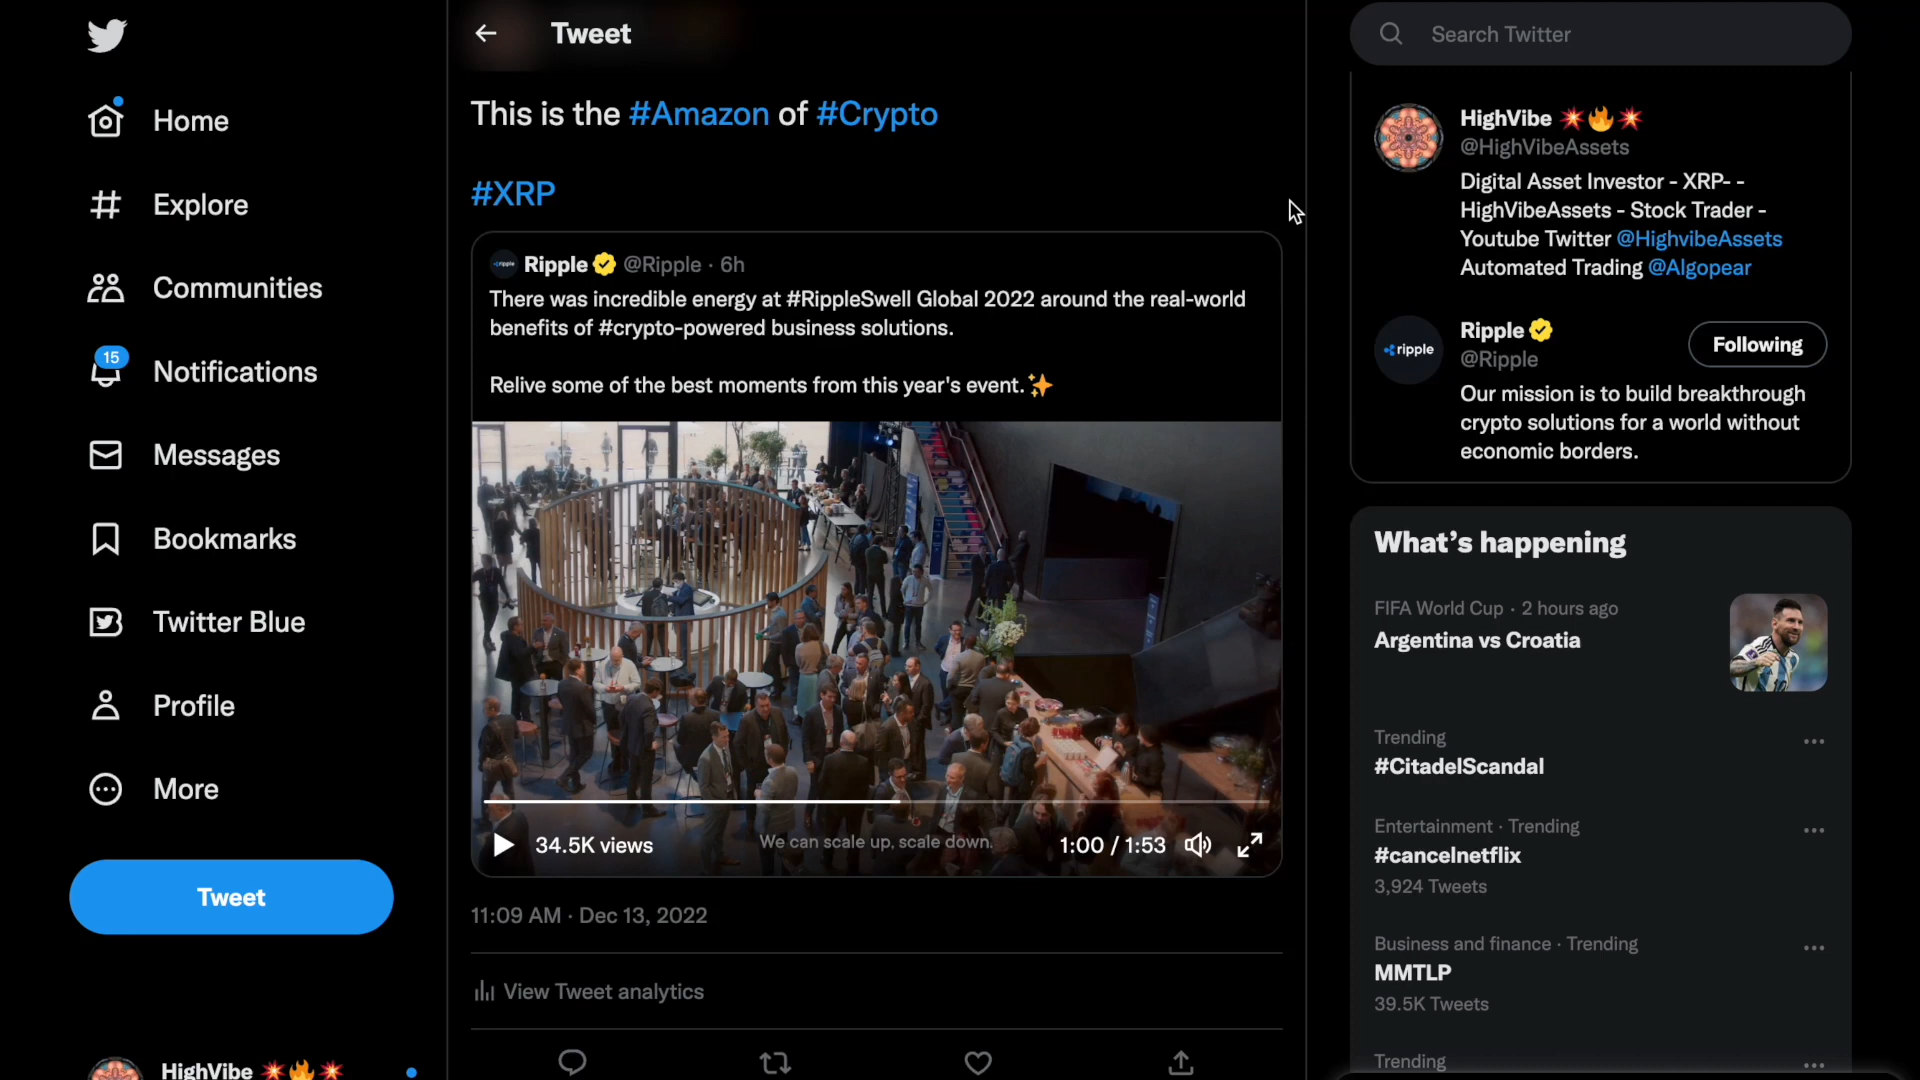 Home
Explore
Communities
15
Notifications
Messages
Bookmarks
Twitter Blue
Profile
More
Tweet
HighVibe 💥🔥💥
Tweet
This is the #Amazon of #Crypto
#XRP
ripple
Ripple @Ripple · 6h
There was incredible energy at #RippleSwell Global 2022 around the real-world
benefits of #crypto-powered business solutions.
Relive some of the best moments from this year's event.✨
34.5K views
We can scale up, scale down.
1:00 / 1:53
11:09 AM · Dec 13, 2022
View Tweet analytics
Search Twitter
HighVibe 💥🔥💥
@HighVibeAssets
Digital Asset Investor - XRP- -
HighVibeAssets - Stock Trader -
Youtube Twitter @HighvibeAssets
Automated Trading @Algopear
ripple
Ripple
@Ripple
Following
Our mission is to build breakthrough
crypto solutions for a world without
economic borders.
What's happening
FIFA World Cup · 2 hours ago
Argentina vs Croatia
Trending
#CitadelScandal
Entertainment · Trending
#cancelnetflix
3,924 Tweets
Business and finance · Trending
MMTLP
39.5K Tweets
Trending